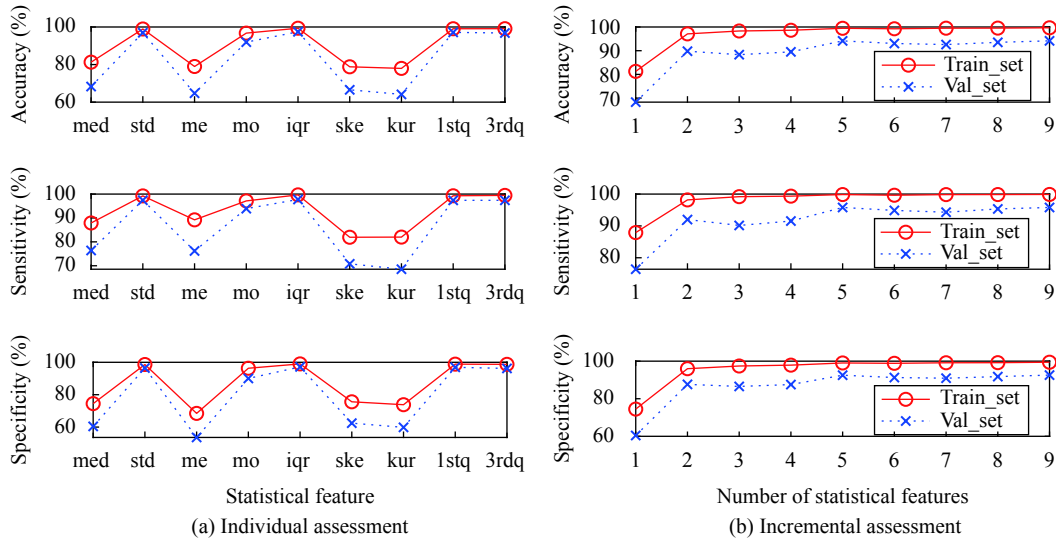 Accuracy (%)
100
80
60
med std me mo iqr ske kur 1stq 3rdq
Sensitivity (%)
100
90
80
70
med std me mo iqr ske kur 1stq 3rdq
Specificity (%)
100
80
60
med std me mo iqr ske kur 1stq 3rdq
Statistical feature
(a) Individual assessment
Accuracy (%)
100
90
80
70
Train_set
Val_set
1 2 3 4 5 6 7 8 9
Sensitivity (%)
100
90
80
Train_set
Val_set
1 2 3 4 5 6 7 8 9
Specificity (%)
100
80
60
Train_set
Val_set
1 2 3 4 5 6 7 8 9
Number of statistical features
(b) Incremental assessment